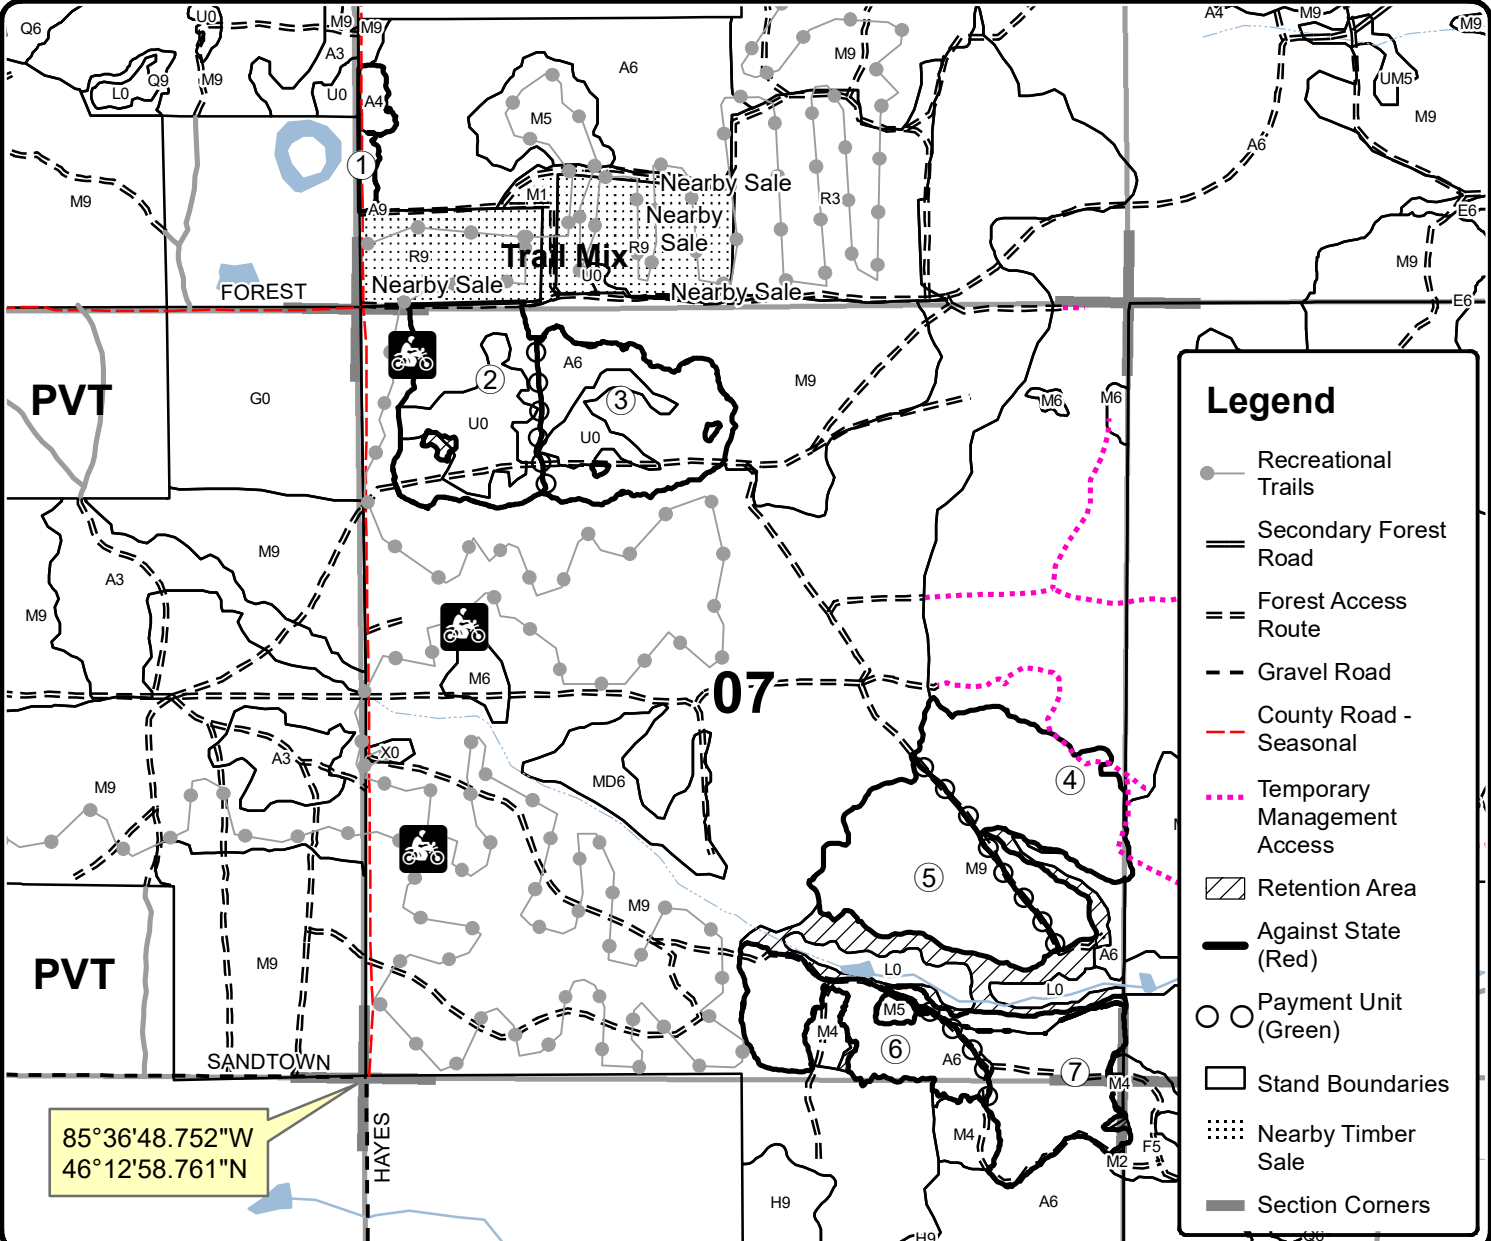 Q6
U0
M9
M9
A4
M9
M9
A3
M9
A6
L0
Q9
M9
U0
A4
UM5
M5
M9
A6
1
Nearby Sale
M9
M1
R3
A9
Nearby
Sale
E6
R9
Trail Mix
R9
M9
U0
Nearby Sale
FOREST
Nearby Sale
E6
A6
2
M9
PVT
G0
3
M6
M6
U0
U0
M9
A3
M9
M6
07
X0
A3
MD6
4
M9
M9
5
M9
M9
A6
PVT
M9
L0
L0
M5
M4
6
A6
7
SANDTOWN
M4
M4
F5
M2
85°36'48.752"W
46°12'58.761"N
HAYES
H9
A6
H9
Q6
Legend
Recreational
Trails
Secondary Forest
Road
Forest Access
Route
Gravel Road
County Road -
Seasonal
Temporary
Management
Access
Retention Area
Against State
(Red)
Payment Unit
(Green)
Stand Boundaries
Nearby Timber
Sale
Section Corners